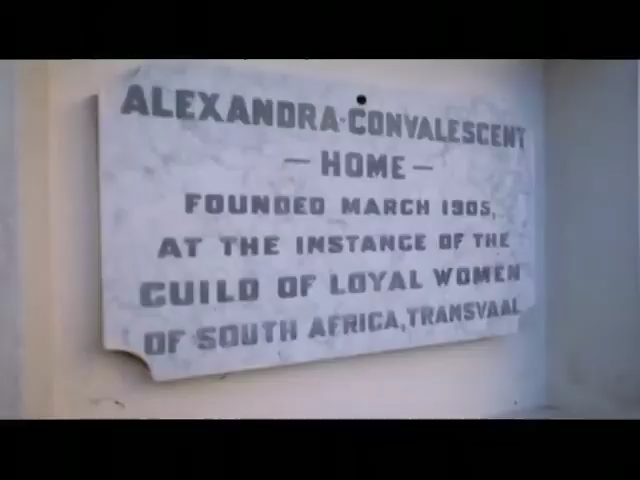 ALEXANDRA-CONVALESCENT
— HOME —
FOUNDED MARCH 1905,
AT THE INSTANCE OF THE
GUILD OF LOYAL WOMEN
OF SOUTH AFRICA, TRANSVAAL